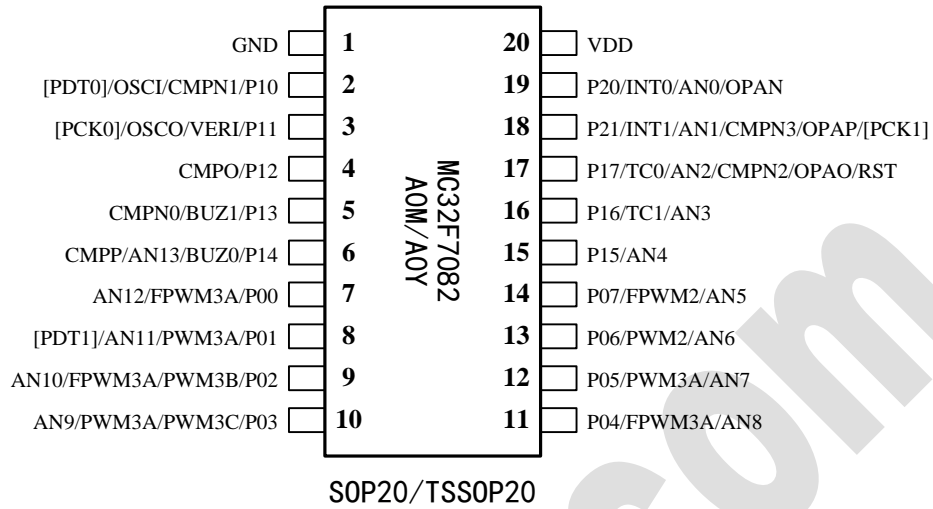 GND 1 20 VDD
[PDT0]/OSCI/CMPN1/P10 2 19 P20/INT0/AN0/OPAN
[PCK0]/OSCO/VERI/P11 3 18 P21/INT1/AN1/CMPN3/OPAP/[PCK1]
CMPO/P12 4 17 P17/TC0/AN2/CMPN2/OPAO/RST
CMPN0/BUZ1/P13 5 16 P16/TC1/AN3
CMPP/AN13/BUZ0/P14 6 15 P15/AN4
AN12/FPWM3A/P00 7 14 P07/FPWM2/AN5
[PDT1]/AN11/PWM3A/P01 8 13 P06/PWM2/AN6
AN10/FPWM3A/PWM3B/P02 9 12 P05/PWM3A/AN7
AN9/PWM3A/PWM3C/P03 10 11 P04/FPWM3A/AN8
MC32F7082
A0M/A0Y
SOP20/TSSOP20